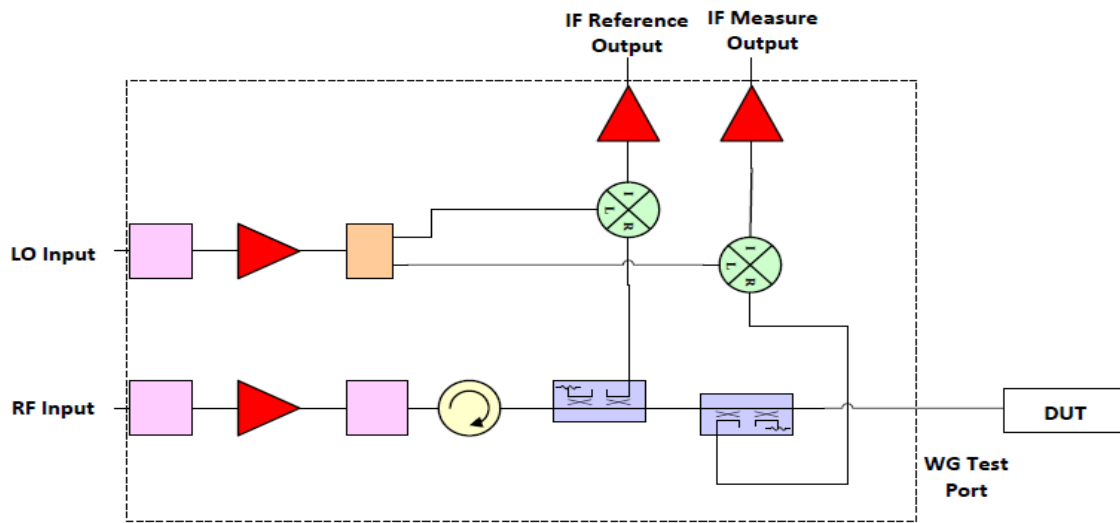 IF Reference
Output
IF Measure
Output
I
L
R
I
L
R
LO Input
RF Input
DUT
WG Test
Port